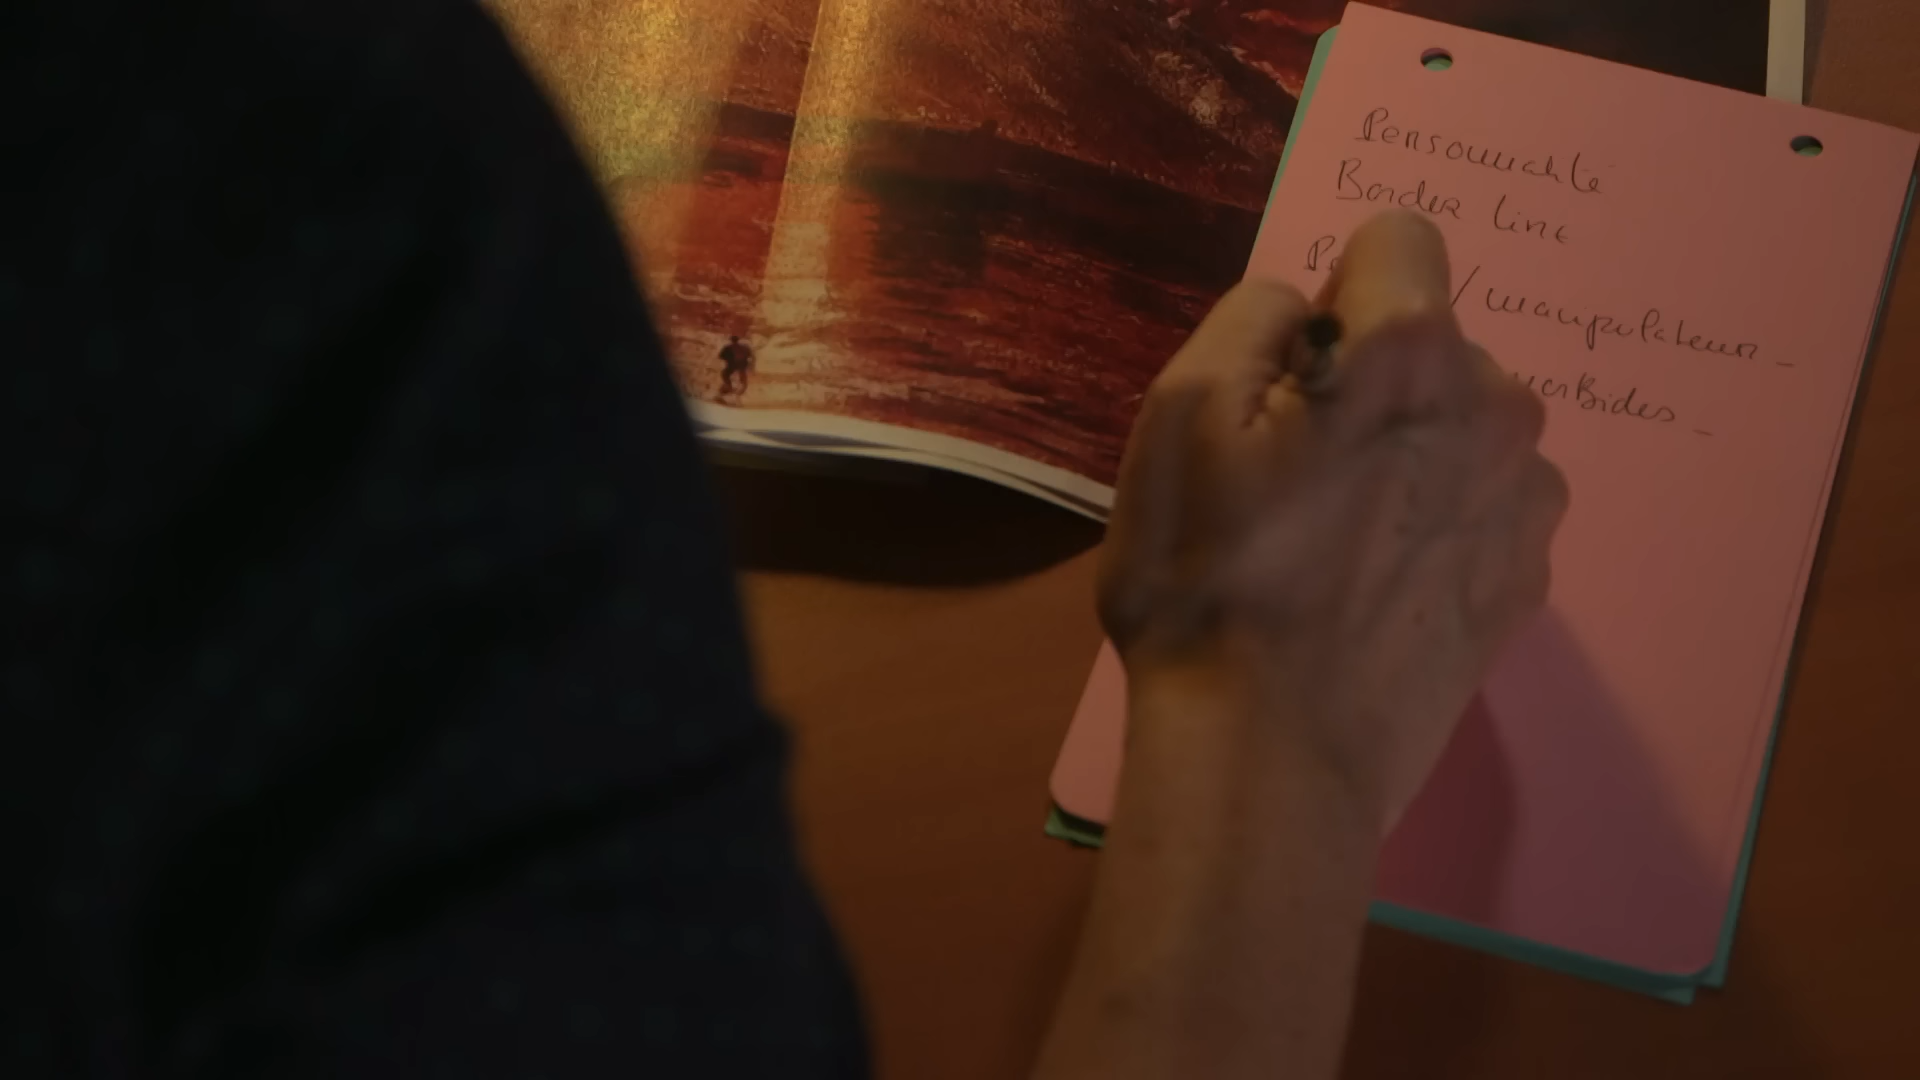 Personnalité
Border line
/ manipulateur -